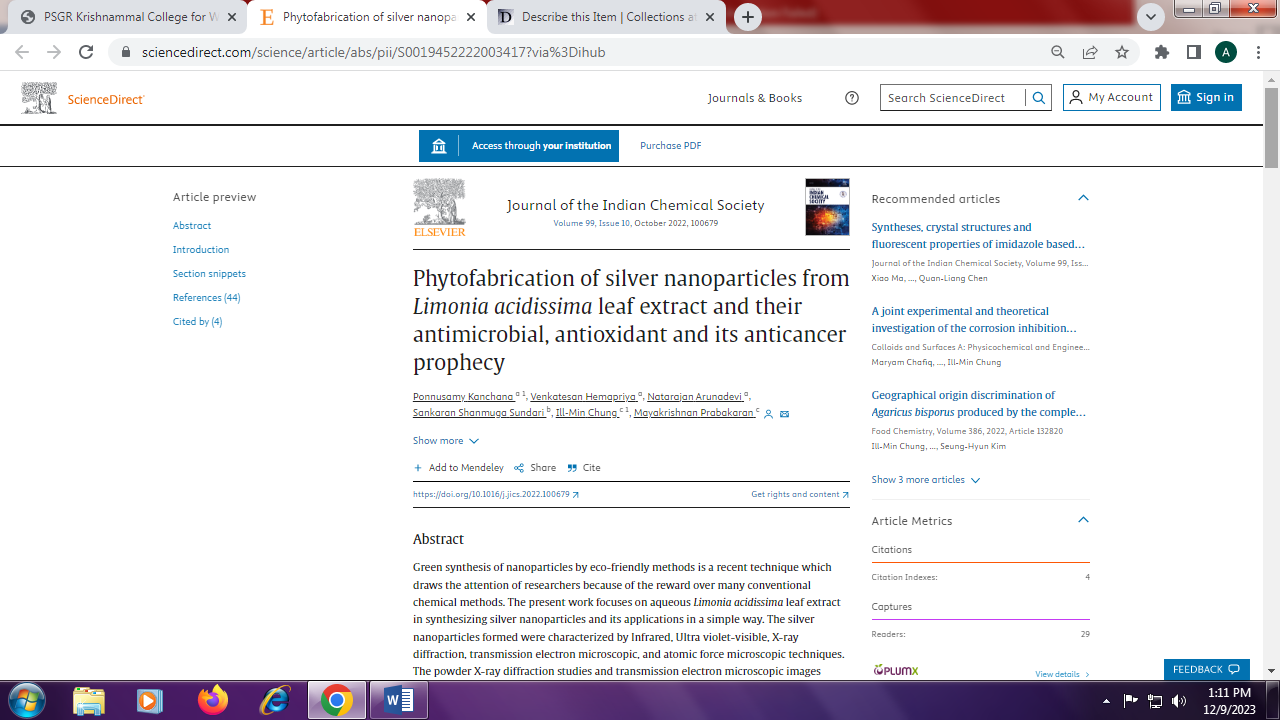 PSGR Krishnammal College for W
Phytofabrication of silver nanopa
Describe this Item | Collections a
sciencedirect.com/science/article/abs/pii/S0019452222003417?via%3Dihub
A
ScienceDirect
Journals & Books
Search ScienceDirect
My Account
Sign in
Access through your institution
Purchase PDF
Article preview
Abstract
Introduction
Section snippets
References (44)
Cited by (4)
ELSEVIER
Journal of the Indian Chemical Society
Volume 99, Issue 10, October 2022, 100679
Phytofabrication of silver nanoparticles from
Limonia acidissima leaf extract and their
antimicrobial, antioxidant and its anticancer
prophecy
Ponnusamy Kanchana a 1, Venkatesan Hemapriya a, Natarajan Arunadevi a,
Sankaran Shanmuga Sundari b, Ill-Min Chung c 1, Mayakrishnan Prabakaran c
Show more
Add to Mendeley
Share
Cite
https://doi.org/10.1016/j.jics.2022.100679
Get rights and content
Abstract
Green synthesis of nanoparticles by eco-friendly methods is a recent technique which
draws the attention of researchers because of the reward over many conventional
chemical methods. The present work focuses on aqueous Limonia acidissima leaf extract
in synthesizing silver nanoparticles and its applications in a simple way. The silver
nanoparticles formed were characterized by Infrared, Ultra violet-visible, X-ray
diffraction, transmission electron microscopic, and atomic force microscopic techniques.
The powder X-ray diffraction studies and transmission electron microscopic images
Recommended articles
Syntheses, crystal structures and
fluorescent properties of imidazole based…
Journal of the Indian Chemical Society, Volume 99, Iss…
Xiao Ma, …, Quan-Liang Chen
A joint experimental and theoretical
investigation of the corrosion inhibition…
Colloids and Surfaces A: Physicochemical and Enginee…
Maryam Chafiq, …, Ill-Min Chung
Geographical origin discrimination of
Agaricus bisporus produced by the comple…
Food Chemistry, Volume 386, 2022, Article 132820
Ill-Min Chung, …, Seung-Hyun Kim
Show 3 more articles
Article Metrics
Citations
Citation Indexes: 4
Captures
Readers: 29
PLUMX
View details
FEEDBACK
1:11 PM
12/9/2023